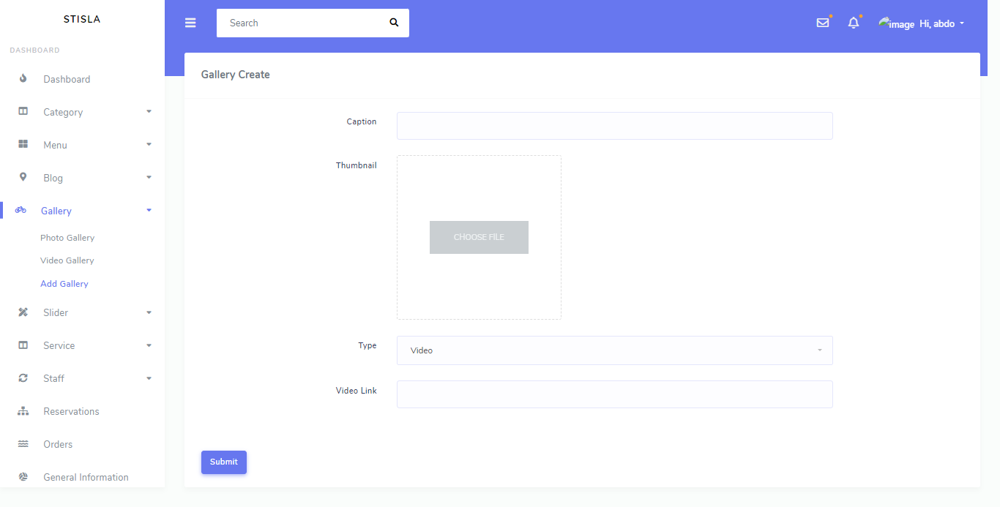 STISLA
Search
image Hi, abdo
DASHBOARD
Dashboard
Category
Menu
Blog
Gallery
Photo Gallery
Video Gallery
Add Gallery
Slider
Service
Staff
Reservations
Orders
General Information
Gallery Create
Caption
Thumbnail
CHOOSE FILE
Type
Video
Video Link
Submit